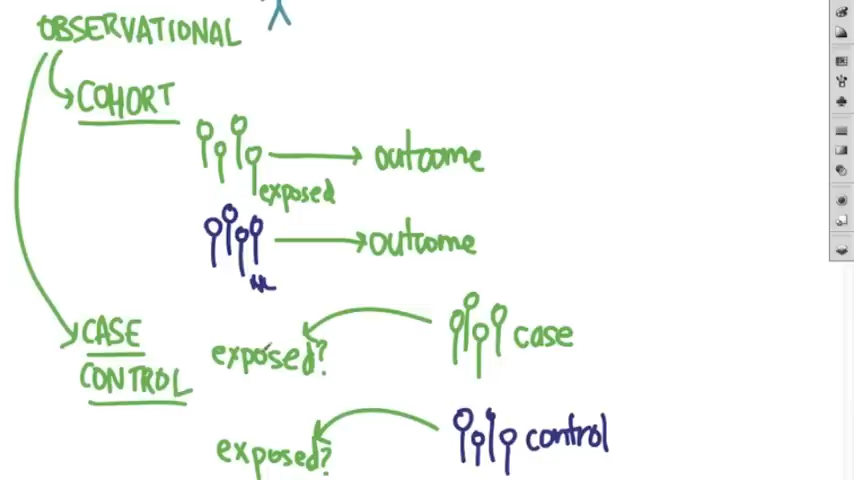 OBSERVATIONAL
COHORT
outcome
exposed
outcome
CASE
CONTROL
exposed?
case
exposed?
control